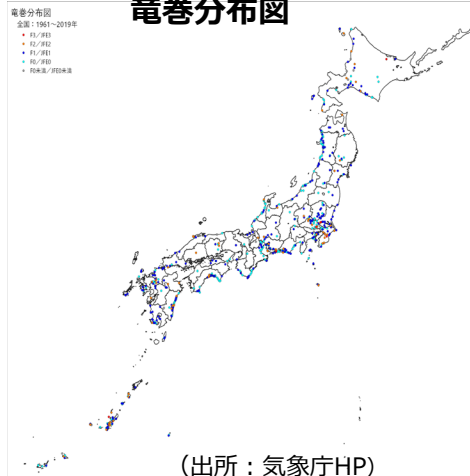 竜巻分布図
竜巻分布図
全国：1961～2019年
F3／JEF3
F2／JEF2
F1／JEF1
F0／JEF0
F0未満／JEF0未満
（出所：気象庁HP）